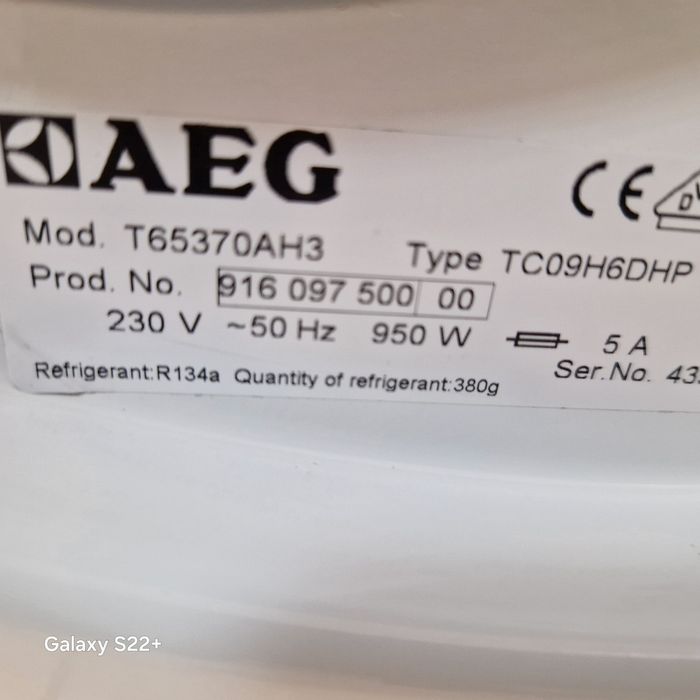 AEG
CE
Mod. T65370AH3 Type TC09H6DHP
Prod. No. 916 097 500 00
230 V ~50 Hz 950 W 5 A
Refrigerant:R134a Quantity of refrigerant:380g Ser.No. 43
Galaxy S22+